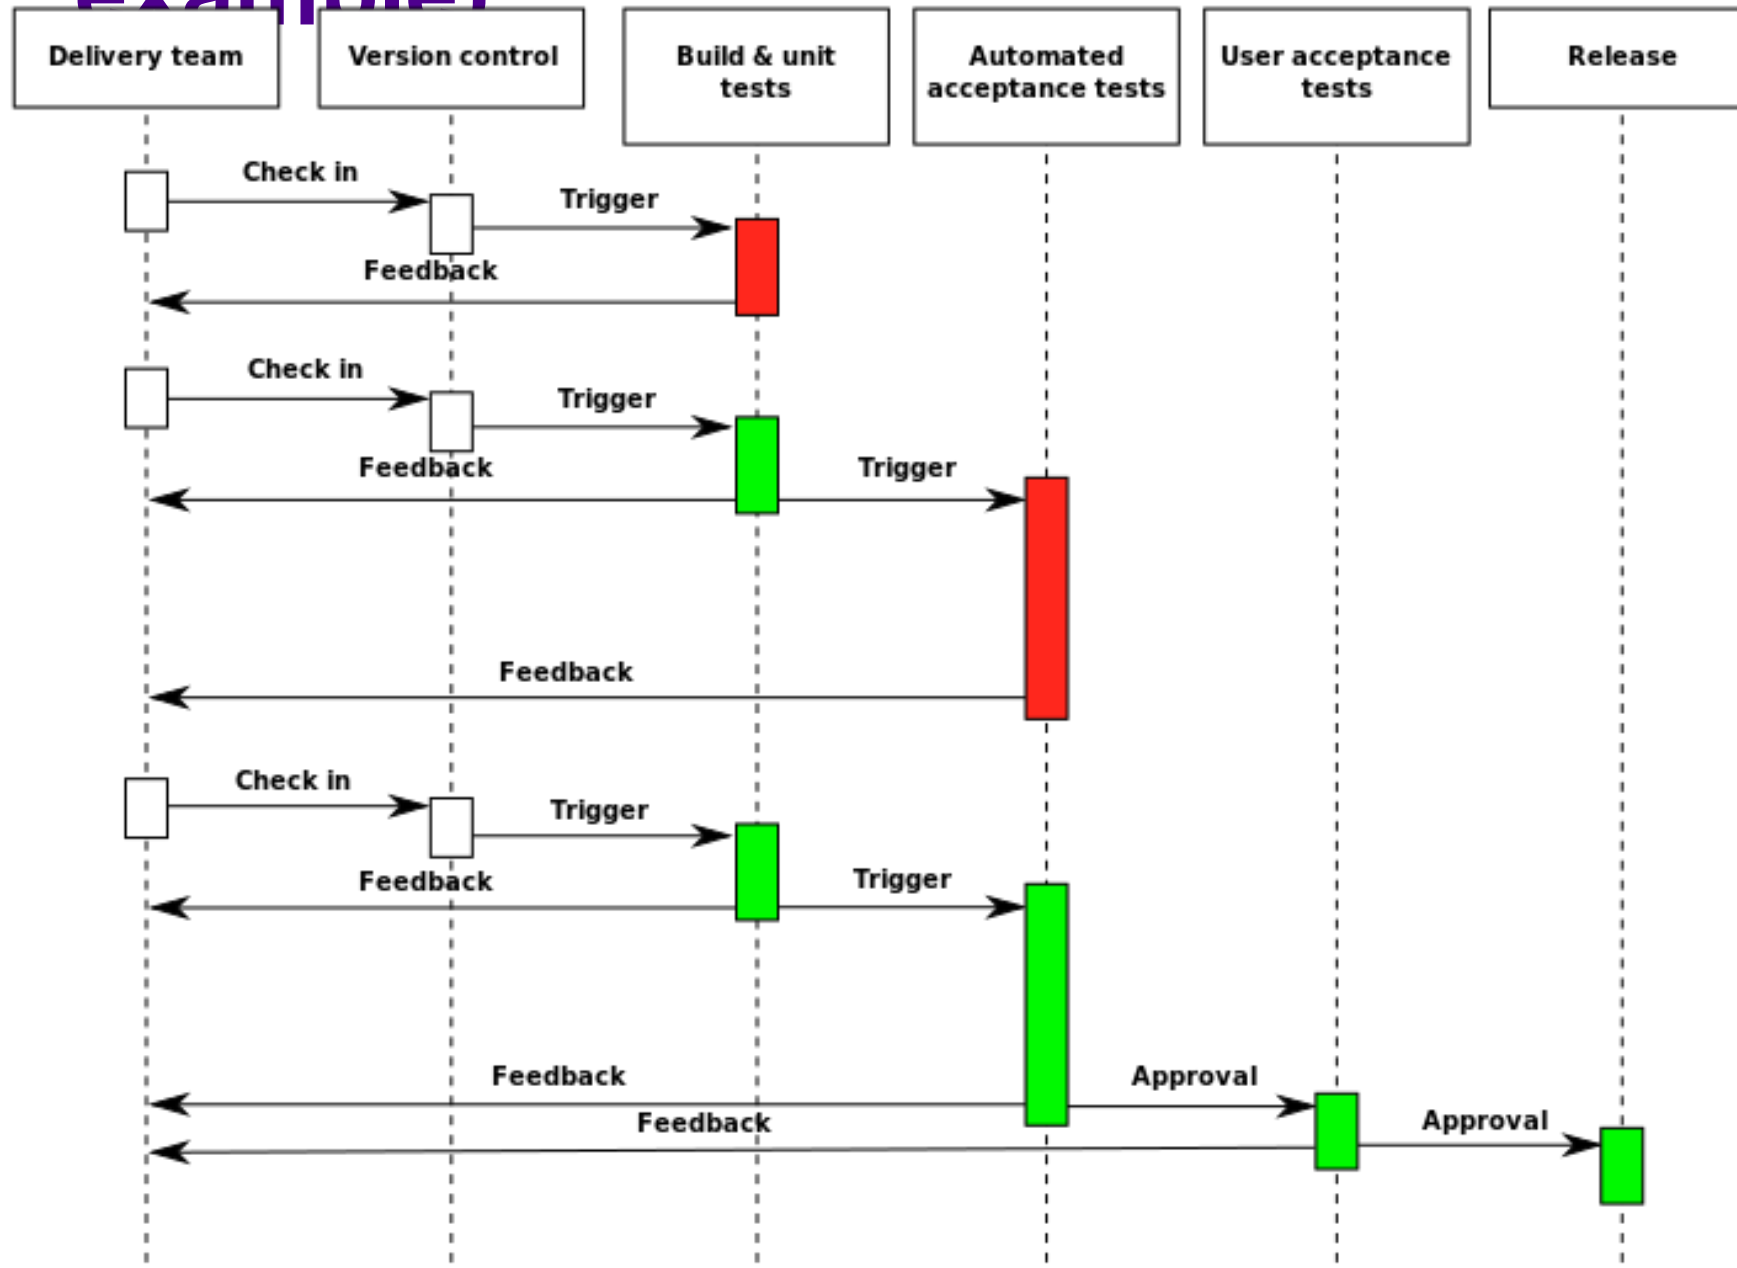 Delivery team
Version control
Build & unit
tests
Automated
acceptance tests
User acceptance
tests
Release
Check in
Trigger
Feedback
Check in
Trigger
Feedback
Trigger
Feedback
Check in
Trigger
Feedback
Trigger
Feedback
Approval
Feedback
Approval